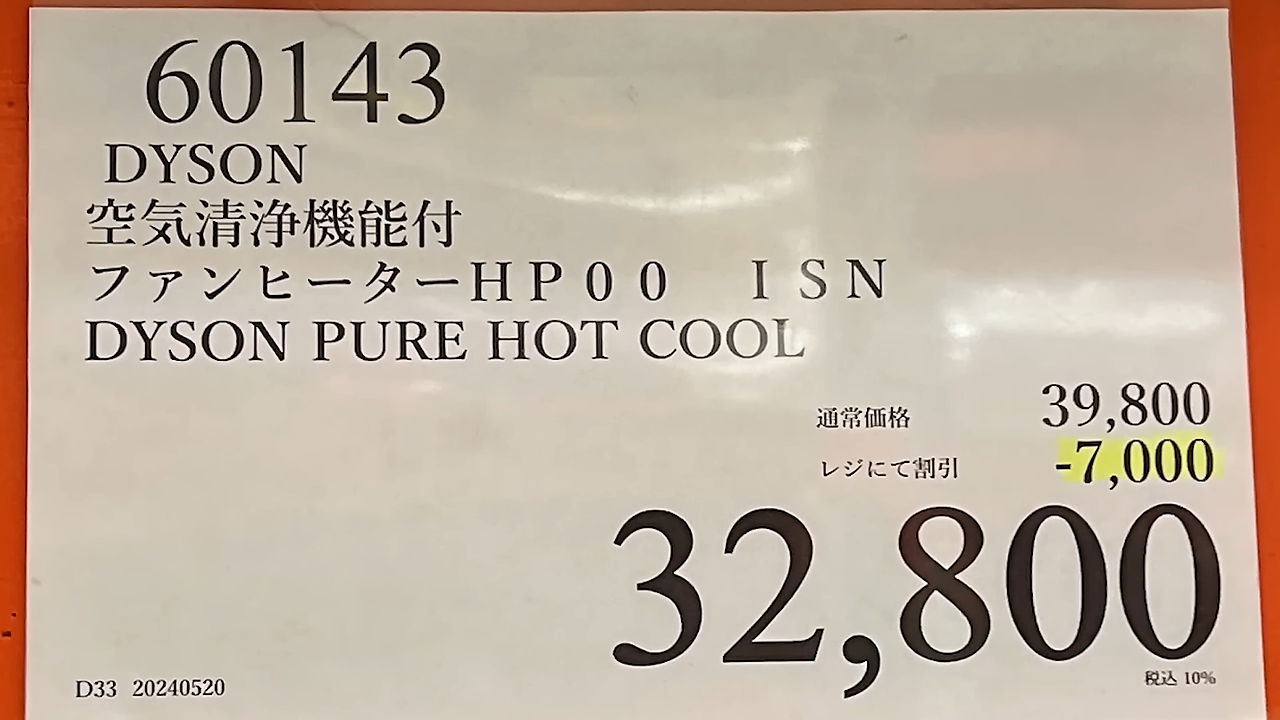 60143
DYSON
空気清浄機能付
ファンヒーターＨＰ００　ＩＳＮ
DYSON PURE HOT COOL
通常価格 39,800
レジにて割引 -7,000
32,800
税込 10%
D33 20240520